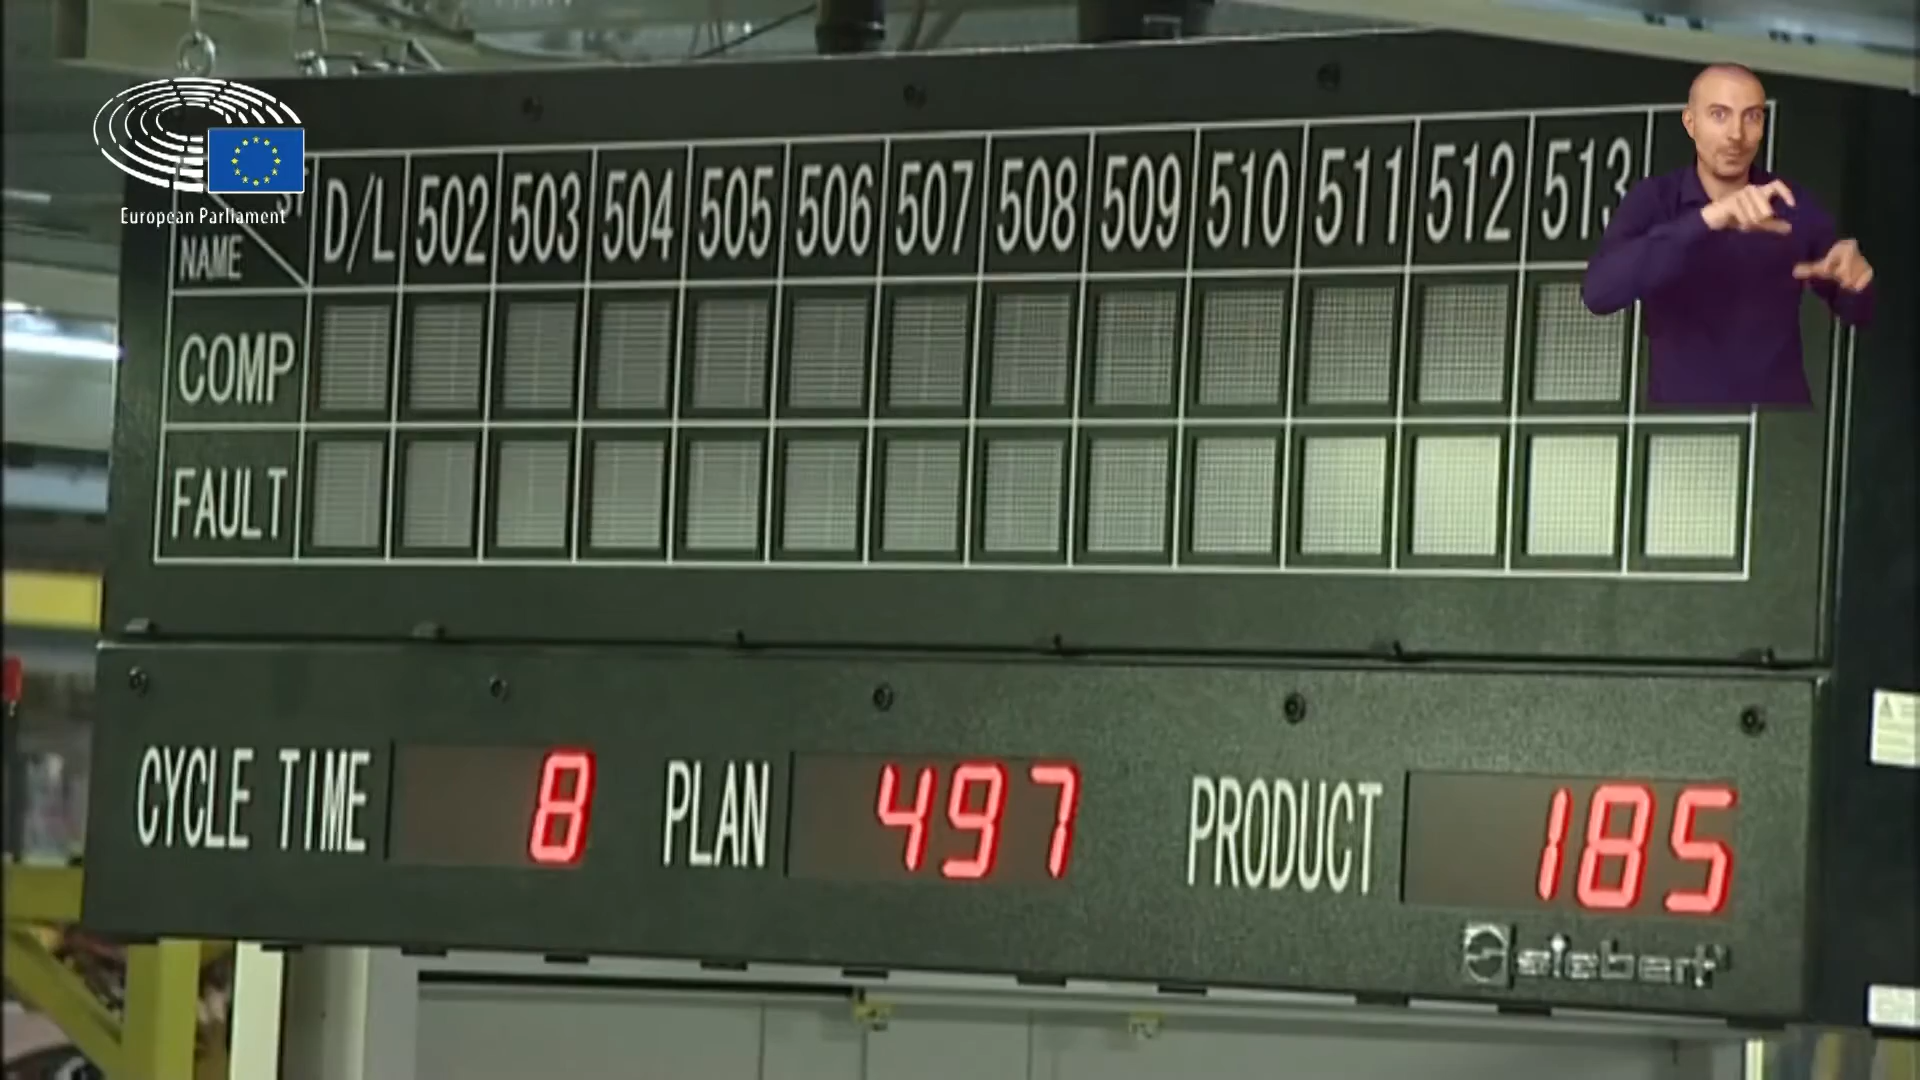 European Parliament
ST
NAME D/L 502 503 504 505 506 507 508 509 510 511 512 513
COMP
FAULT
CYCLE TIME 8 PLAN 497 PRODUCT 185
siebert